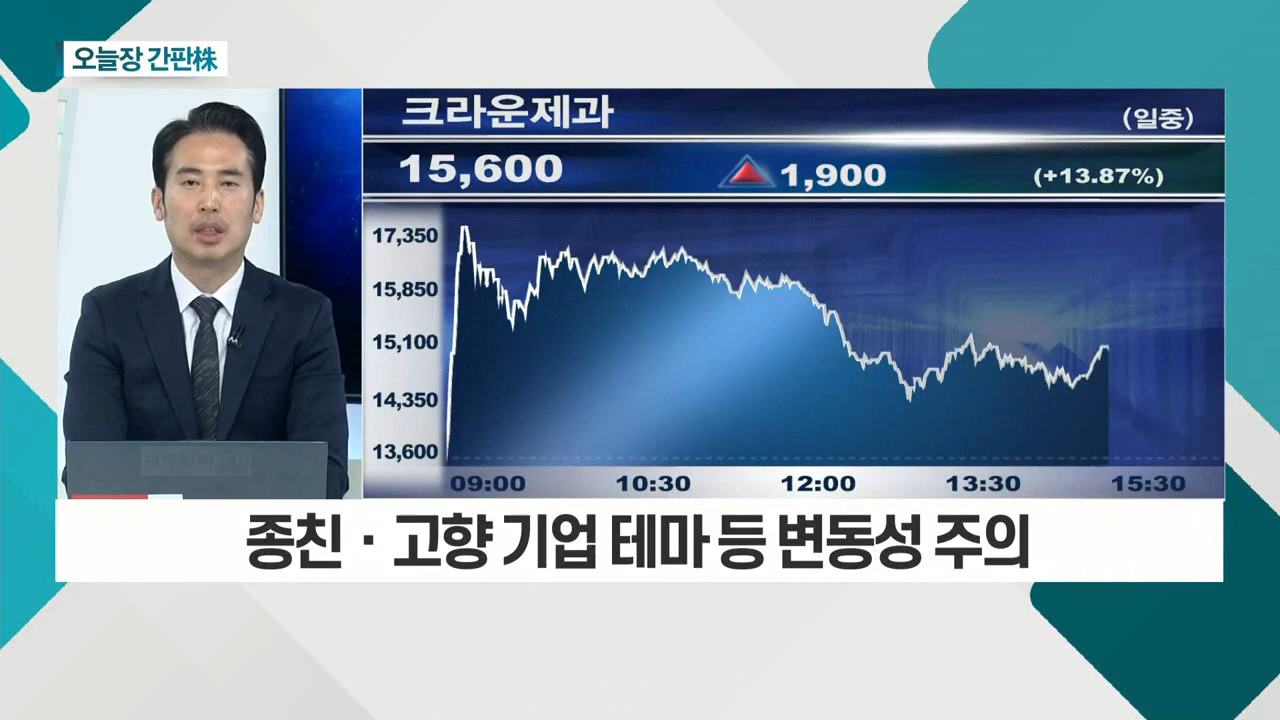 오늘장 간판株
크라운제과 (일중)
15,600 1,900 (+13.87%)
17,350
15,850
15,100
14,350
13,600
09:00 10:30 12:00 13:30 15:30
종친 · 고향 기업 테마 등 변동성 주의